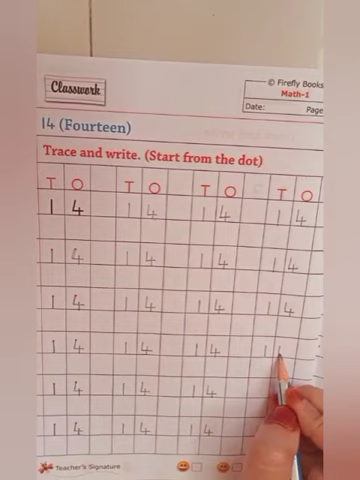 Classwork
© Firefly Books
Math-1
Date:
Page
14 (Fourteen)
Trace and write. (Start from the dot)
T O T O T O T O
1 4 1 4 1 4 1 4
1 4 1 4 1 4 1 4
1 4 1 4 1 4 1 4
1 4 1 4 1 4 1
1 4 1 4 1 4
1 4 1 4 1 4
Teacher's Signature